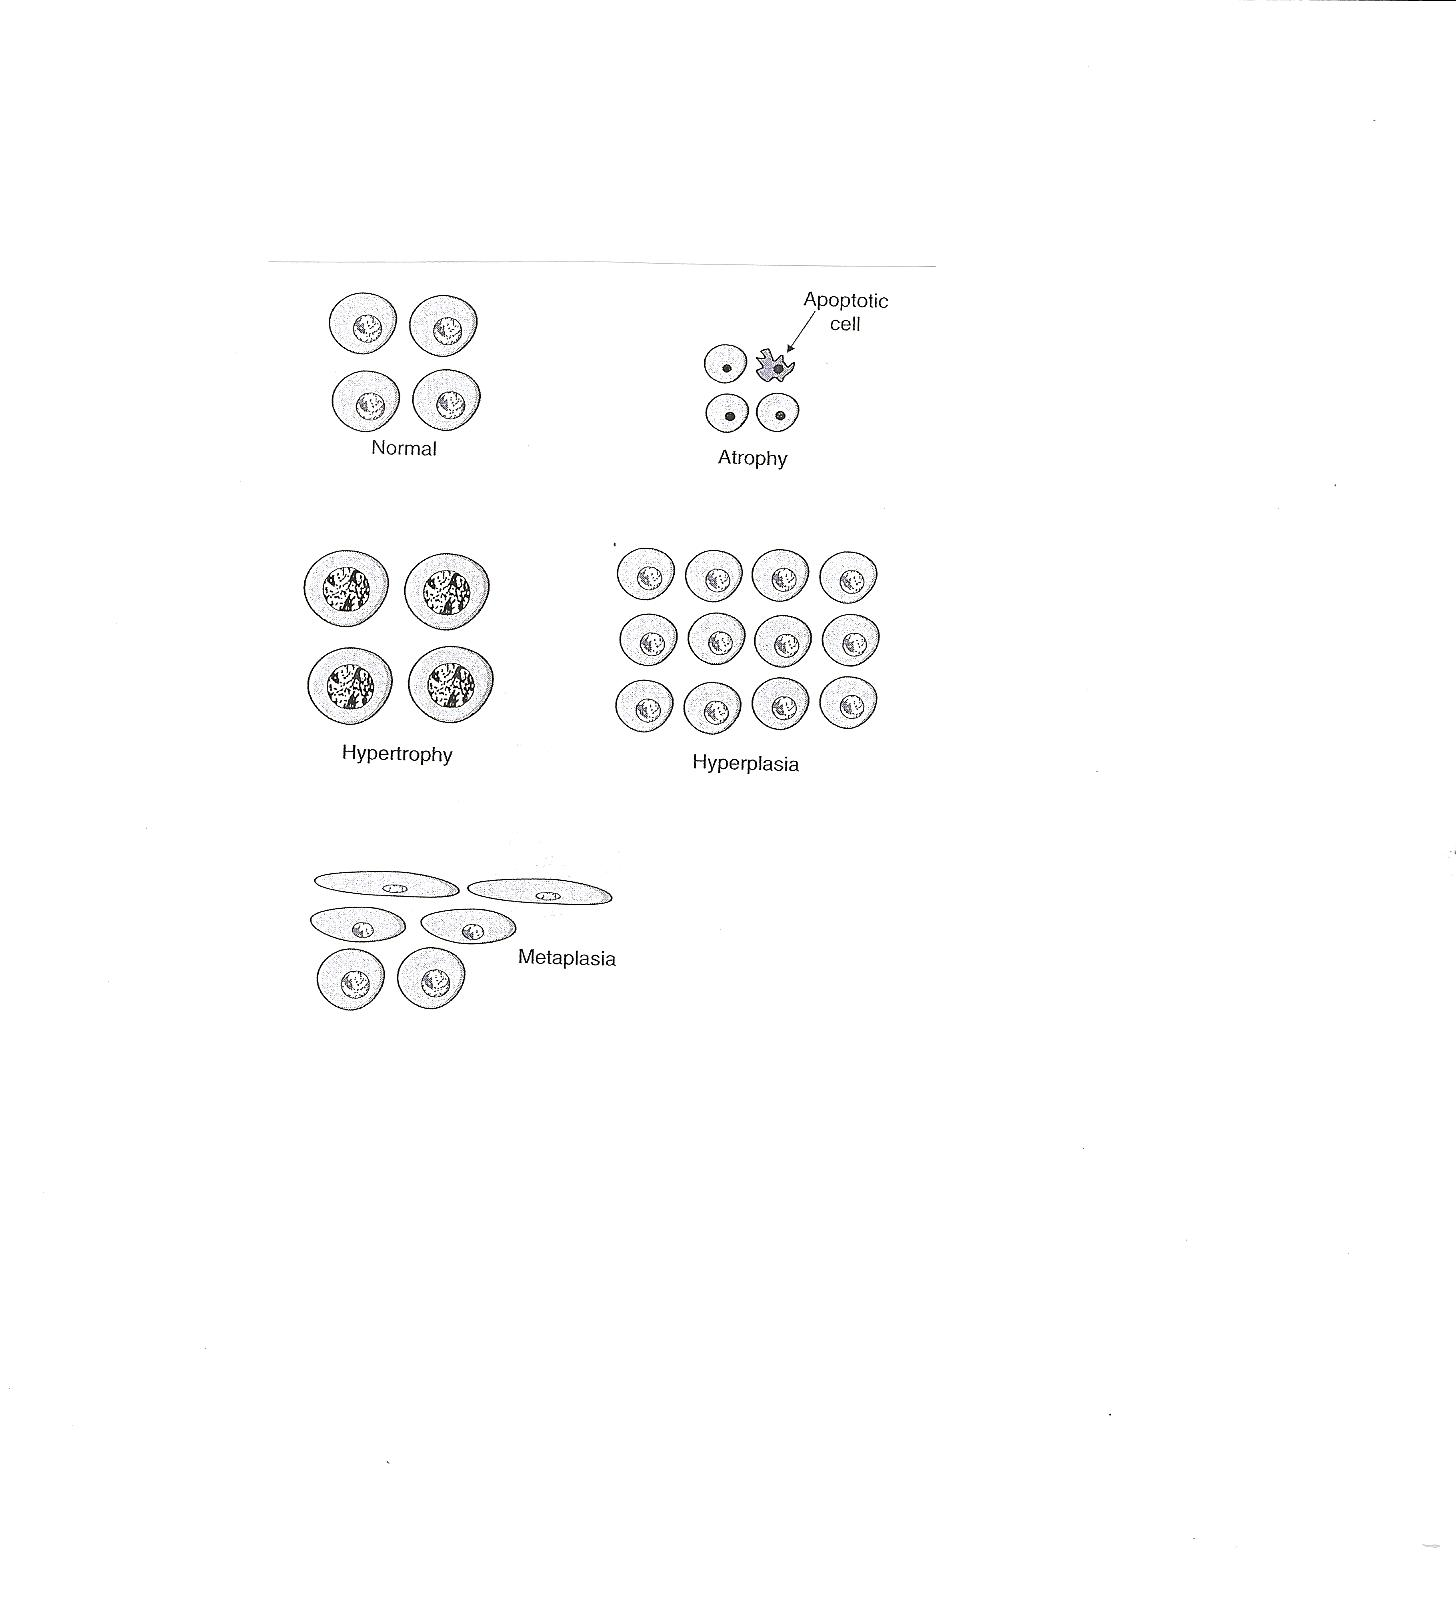 Apoptotic
cell
Normal
Atrophy
Hypertrophy
Hyperplasia
Metaplasia